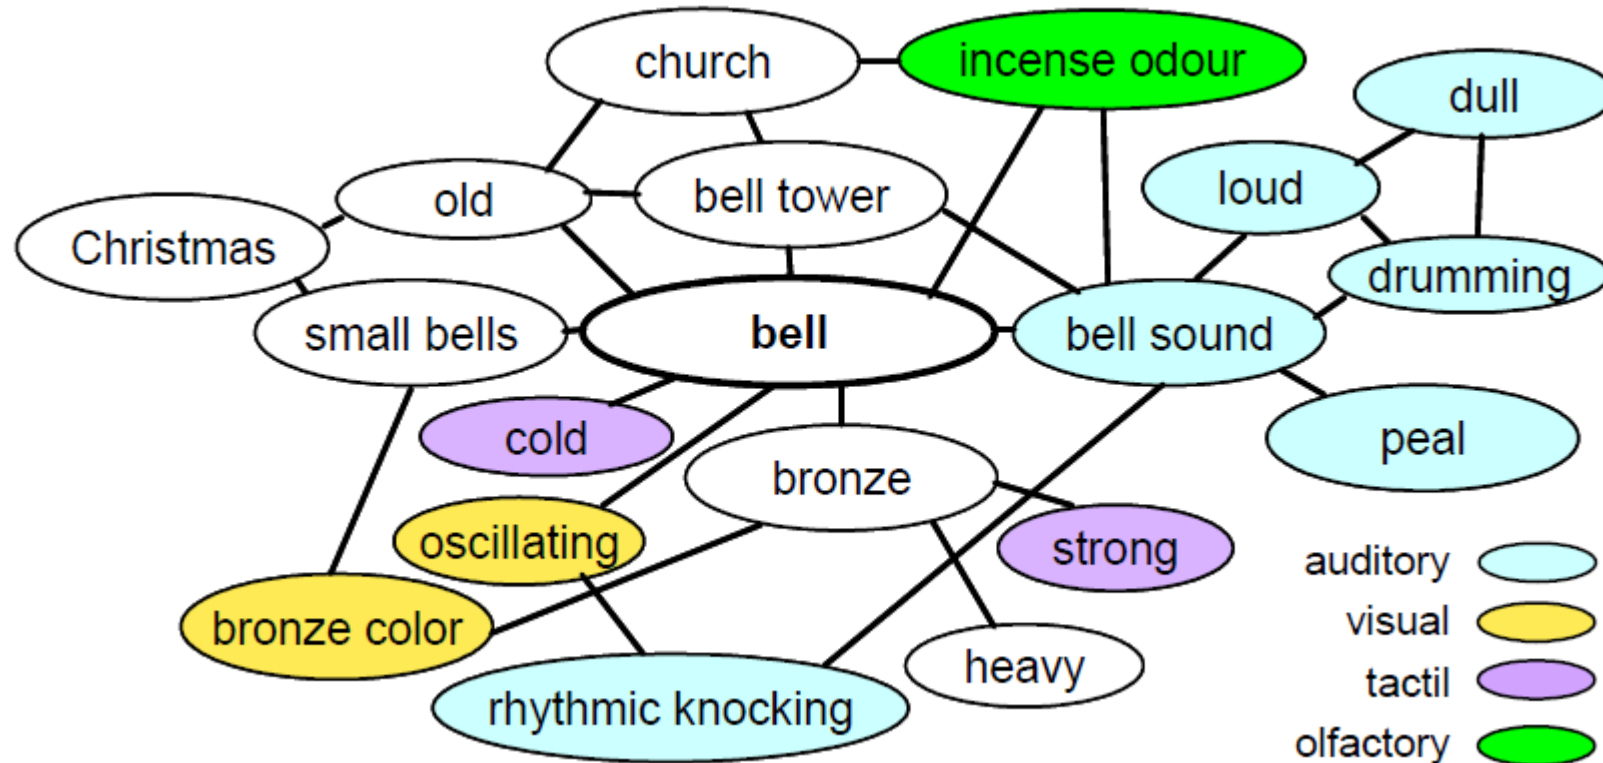 church
incense odour
dull
loud
old
bell tower
Christmas
drumming
small bells
bell
bell sound
cold
peal
bronze
oscillating
strong
auditory
visual
bronze color
heavy
tactil
rhythmic knocking
olfactory